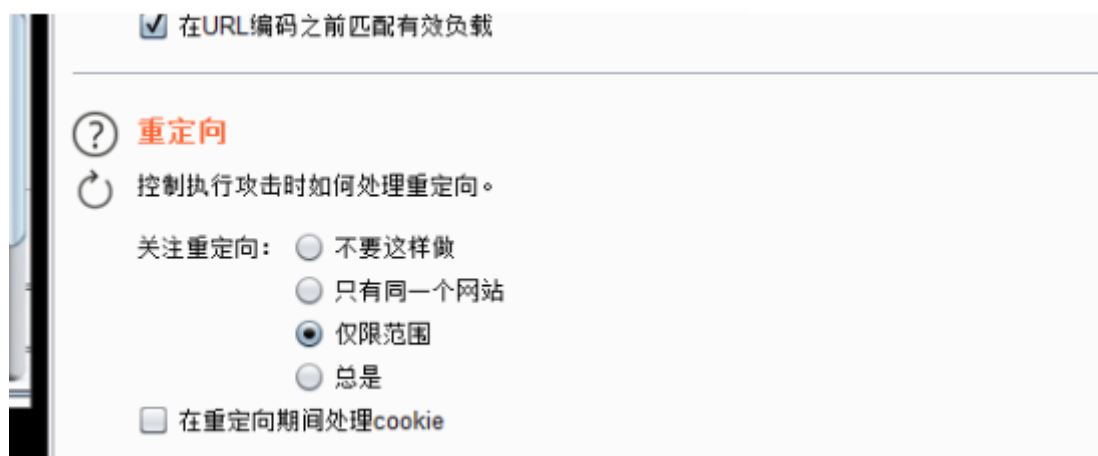 在URL编码之前匹配有效负载
重定向
控制执行攻击时如何处理重定向。
关注重定向: 不要这样做
只有同一个网站
仅限范围
总是
在重定向期间处理cookie